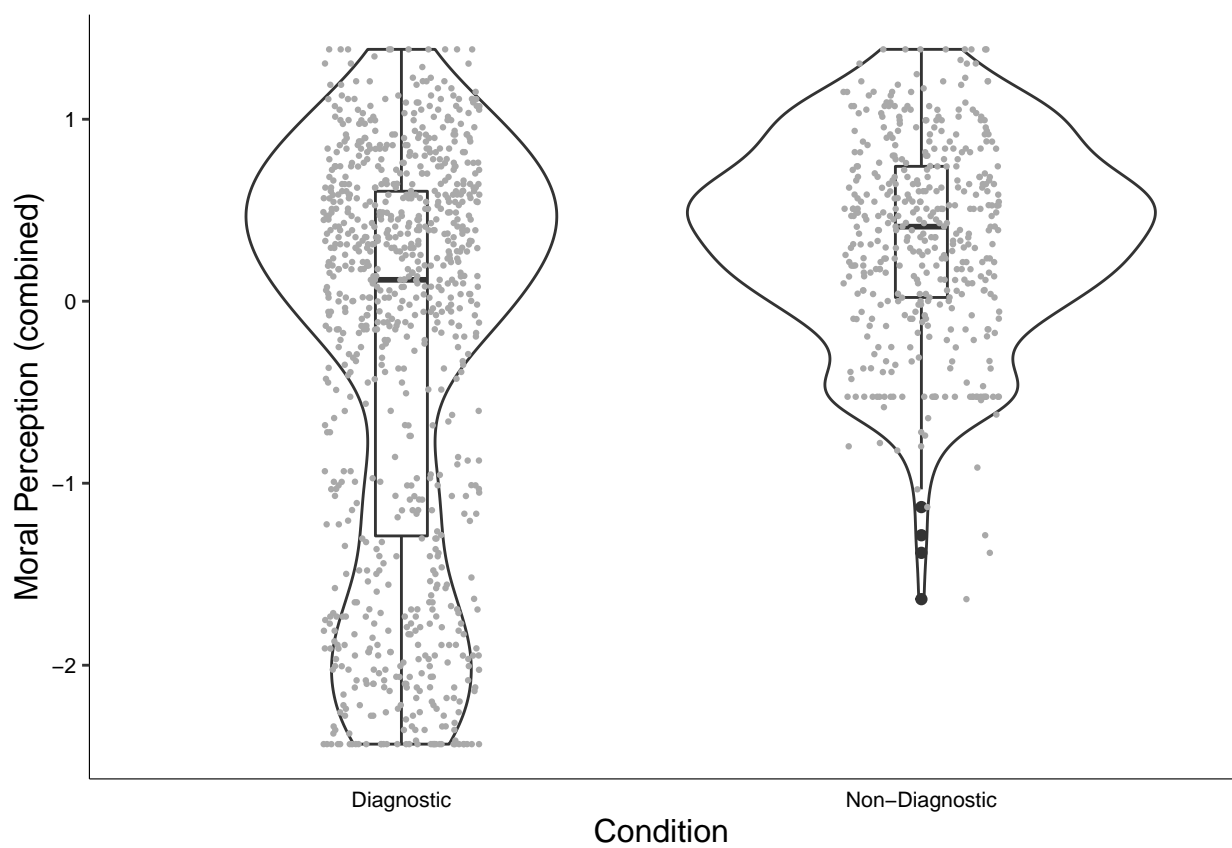 Moral Perception (combined)
1
0
−1
−2
Diagnostic
Non−Diagnostic
Condition